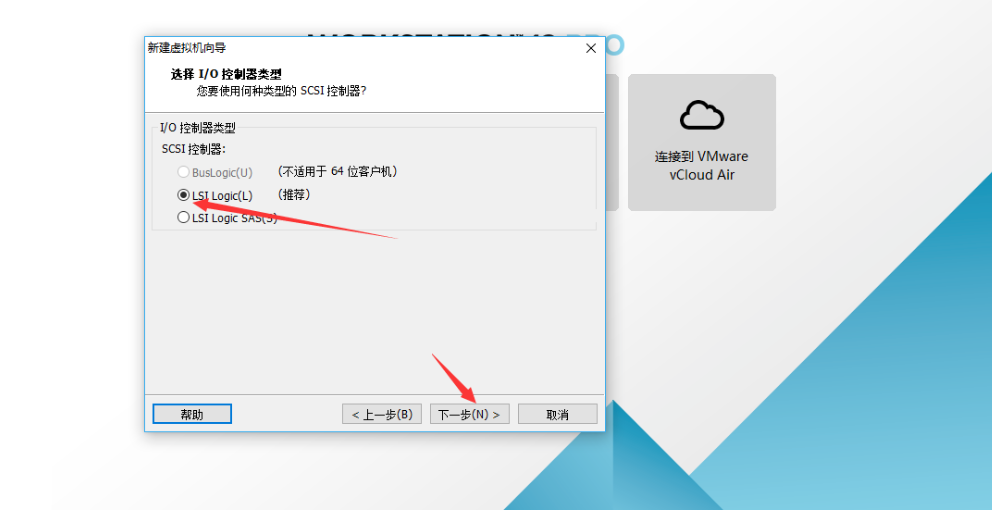 新建虚拟机向导
选择 I/O 控制器类型
您要使用何种类型的 SCSI 控制器?
I/O 控制器类型
SCSI 控制器:
BusLogic(U) (不适用于 64 位客户机)
LSI Logic(L) (推荐)
LSI Logic SAS(S)
帮助 < 上一步(B) 下一步(N) > 取消
连接到 VMware
vCloud Air